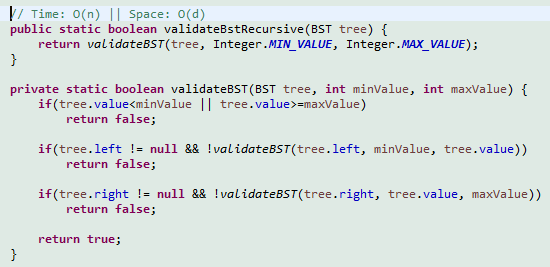 // Time: O(n) || Space: O(d)
public static boolean validateBstRecursive(BST tree) {
    return validateBST(tree, Integer.MIN_VALUE, Integer.MAX_VALUE);
}
private static boolean validateBST(BST tree, int minValue, int maxValue) {
    if(tree.value<minValue || tree.value>=maxValue)
        return false;
    if(tree.left != null && !validateBST(tree.left, minValue, tree.value))
        return false;
    if(tree.right != null && !validateBST(tree.right, tree.value, maxValue))
        return false;
    return true;
}